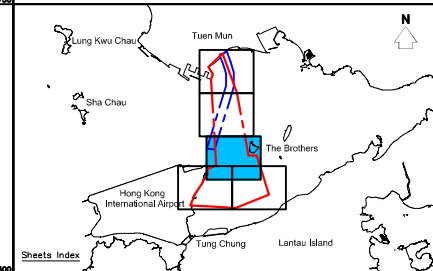 Tuen Mun
N
Lung Kwu Chau
Sha Chau
The Brothers
Hong Kong
International Airport
Tung Chung
Lantau Island
Sheets Index